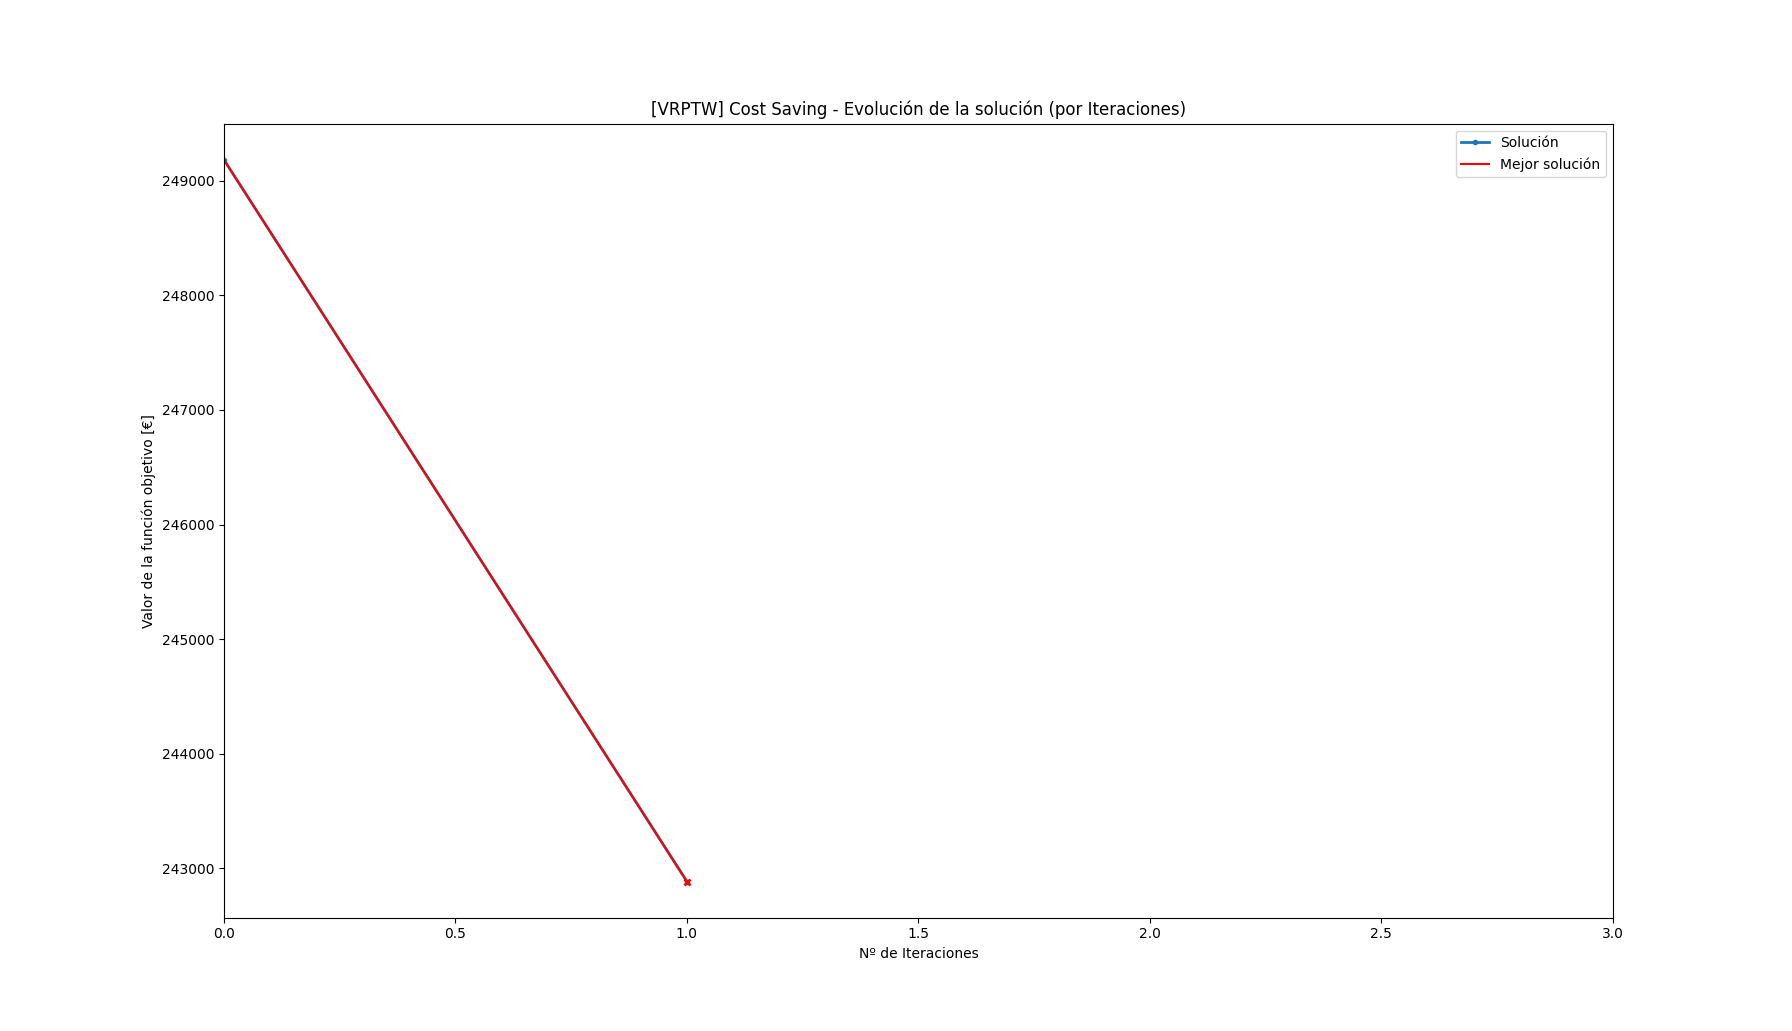 [VRPTW] Cost Saving - Evolución de la solución (por Iteraciones)
Solución
Mejor solución
Valor de la función objetivo [€]
249000
248000
247000
246000
245000
244000
243000
0.0 0.5 1.0 1.5 2.0 2.5 3.0
Nº de Iteraciones